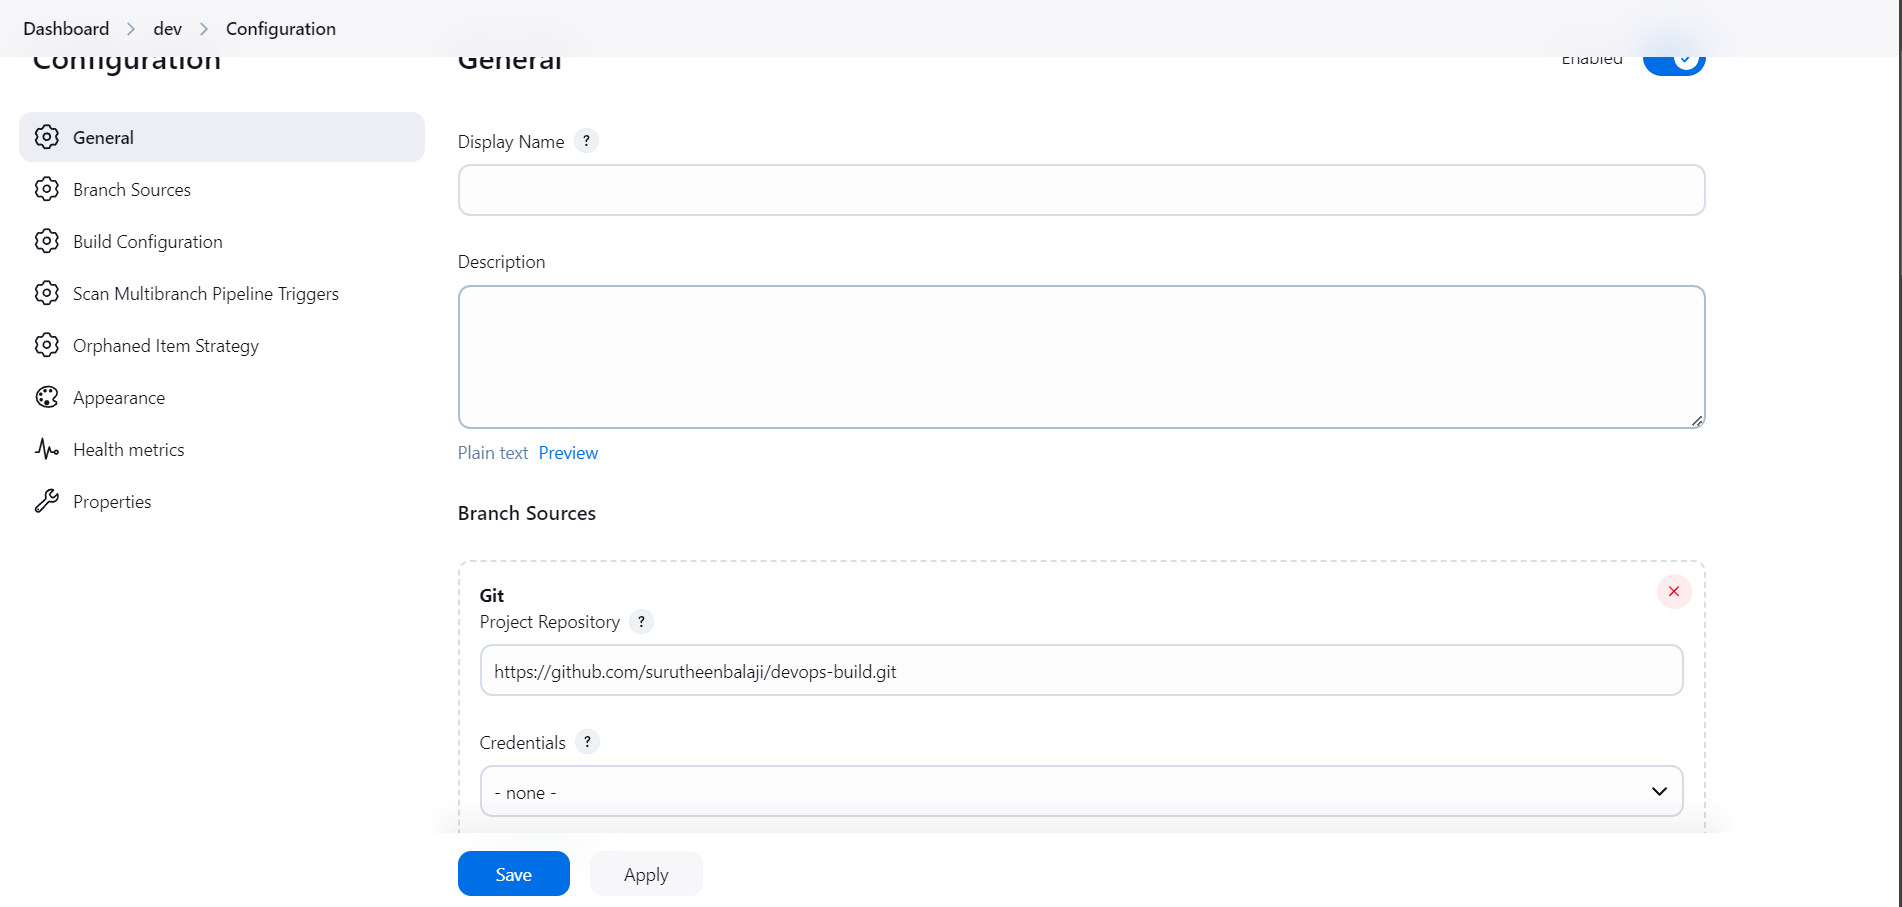 Dashboard > dev > Configuration
Configuration
General
Enabled
General
Branch Sources
Build Configuration
Scan Multibranch Pipeline Triggers
Orphaned Item Strategy
Appearance
Health metrics
Properties
Display Name ?
Description
Plain text Preview
Branch Sources
Git
Project Repository ?
https://github.com/surutheenbalaji/devops-build.git
Credentials ?
- none -
Save Apply